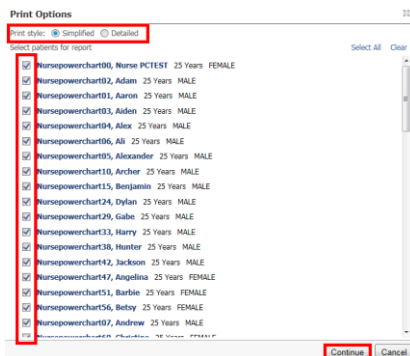 Print Options
Print style: Simplified Detailed
Select patients for report Select All Clear
Nursepowerchart00, Nurse PCTEST 25 Years FEMALE
Nursepowerchart02, Adam 25 Years MALE
Nursepowerchart01, Aaron 25 Years MALE
Nursepowerchart03, Aiden 25 Years MALE
Nursepowerchart04, Alex 25 Years MALE
Nursepowerchart06, Ali 25 Years MALE
Nursepowerchart05, Alexander 25 Years MALE
Nursepowerchart10, Archer 25 Years MALE
Nursepowerchart15, Benjamin 25 Years MALE
Nursepowerchart24, Dylan 25 Years MALE
Nursepowerchart29, Gabe 25 Years MALE
Nursepowerchart33, Harry 25 Years MALE
Nursepowerchart38, Hunter 25 Years MALE
Nursepowerchart42, Jackson 25 Years MALE
Nursepowerchart47, Angelina 25 Years FEMALE
Nursepowerchart51, Barbie 25 Years FEMALE
Nursepowerchart56, Betsy 25 Years FEMALE
Nursepowerchart07, Andrew 25 Years MALE
Continue Cancel